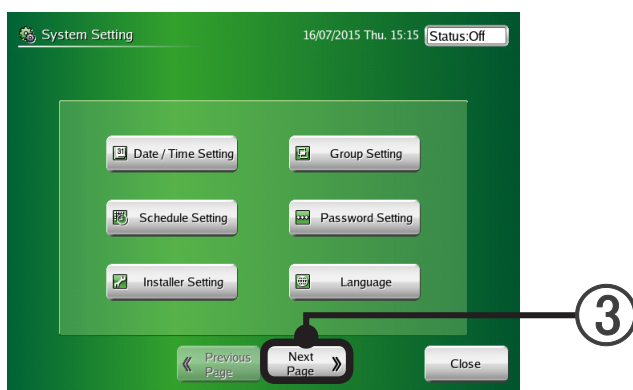 System Setting
16/07/2015 Thu. 15:15
Status:Off
Date / Time Setting
Group Setting
Schedule Setting
Password Setting
Installer Setting
Language
Previous
Page
Next
Page
Close
3